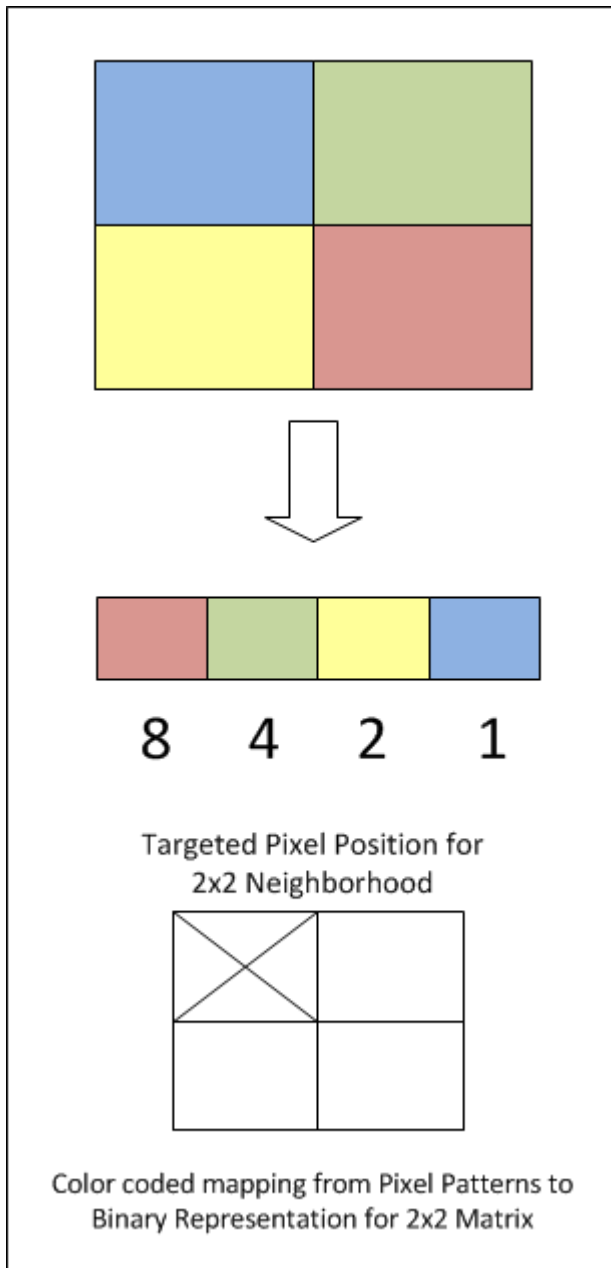 8 4 2 1
Targeted Pixel Position for
2x2 Neighborhood
Color coded mapping from Pixel Patterns to
Binary Representation for 2x2 Matrix